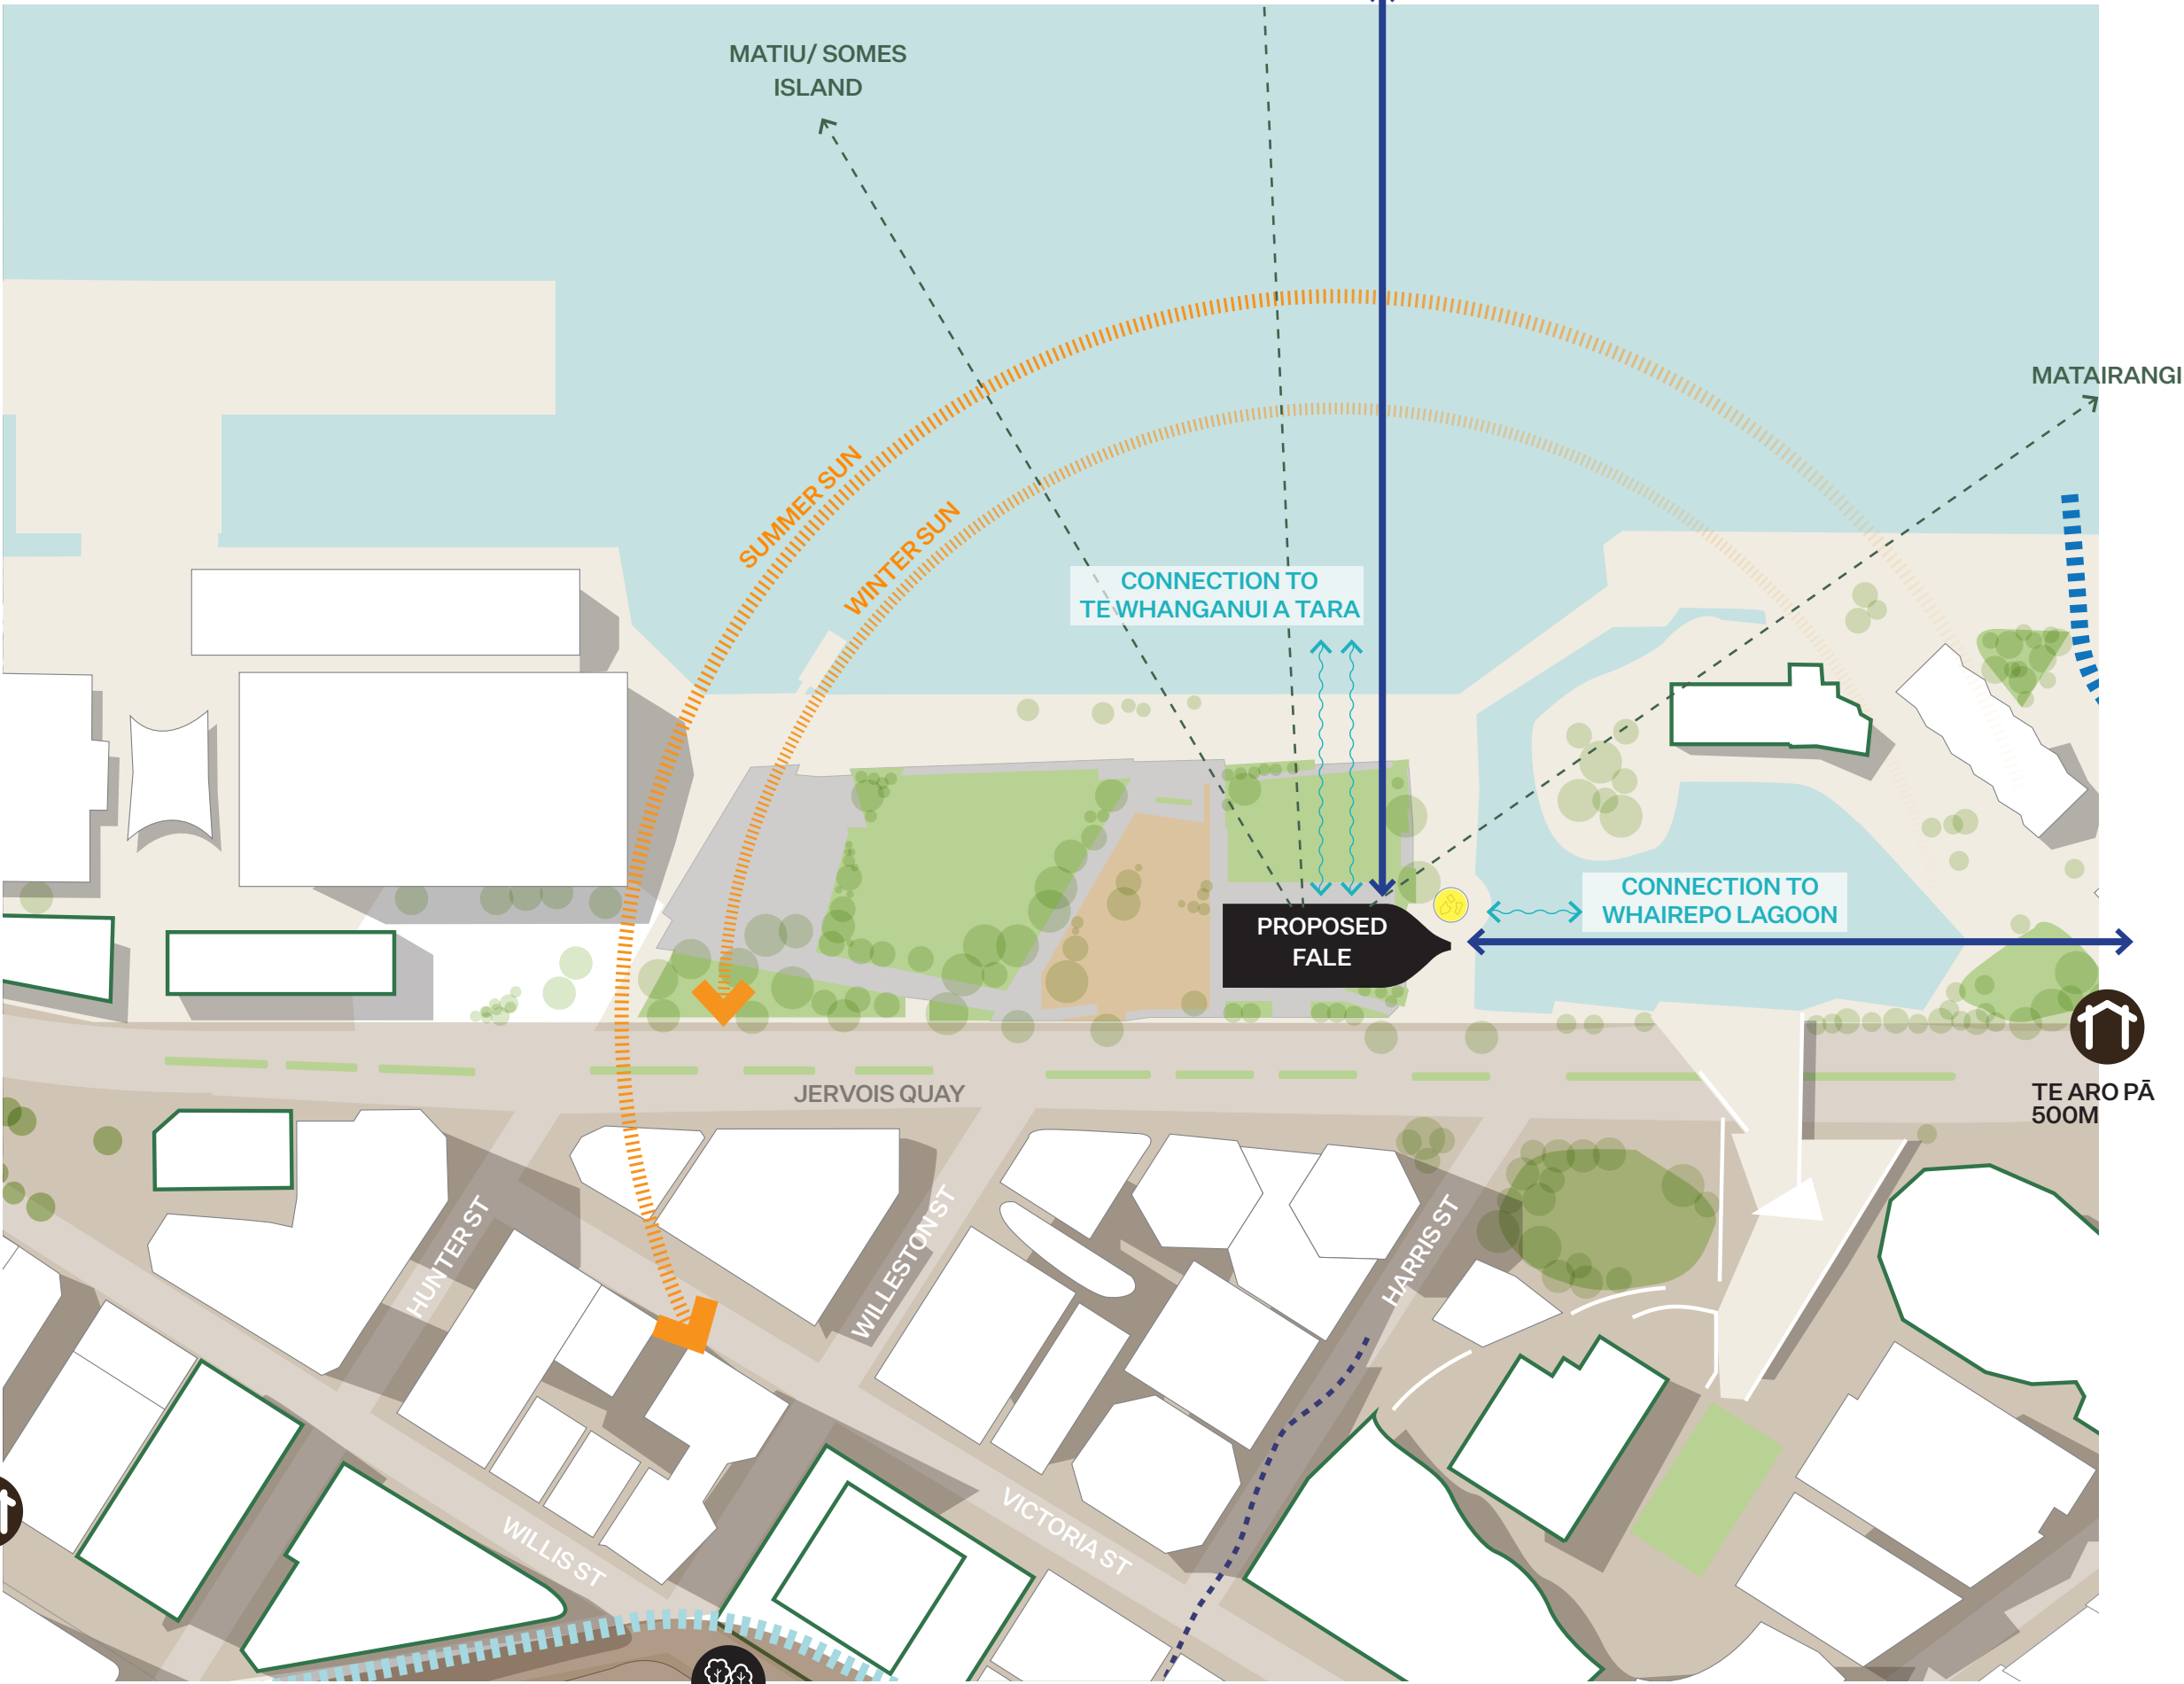 MATIU/ SOMES
ISLAND
MATAIRANGI
SUMMER SUN
WINTER SUN
CONNECTION TO
TE WHANGANUI A TARA
CONNECTION TO
WHAIREPO LAGOON
PROPOSED
FALE
TE ARO PĀ
500M
JERVOIS QUAY
HUNTER ST
WILLESTON ST
HARRIS ST
WILLIS ST
VICTORIA ST